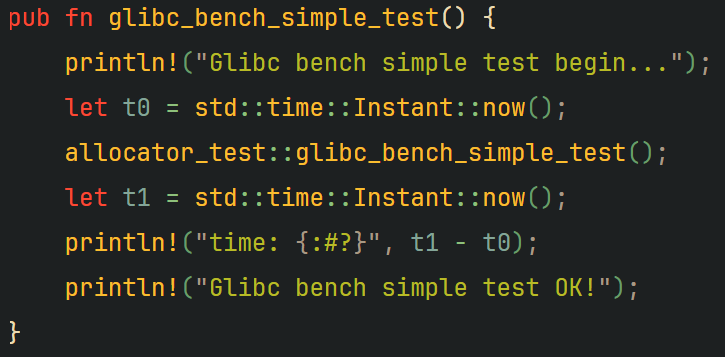 pub fn glibc_bench_simple_test() {
    println!("Glibc bench simple test begin...");
    let t0 = std::time::Instant::now();
    allocator_test::glibc_bench_simple_test();
    let t1 = std::time::Instant::now();
    println!("time: {:#?}", t1 - t0);
    println!("Glibc bench simple test OK!");
}